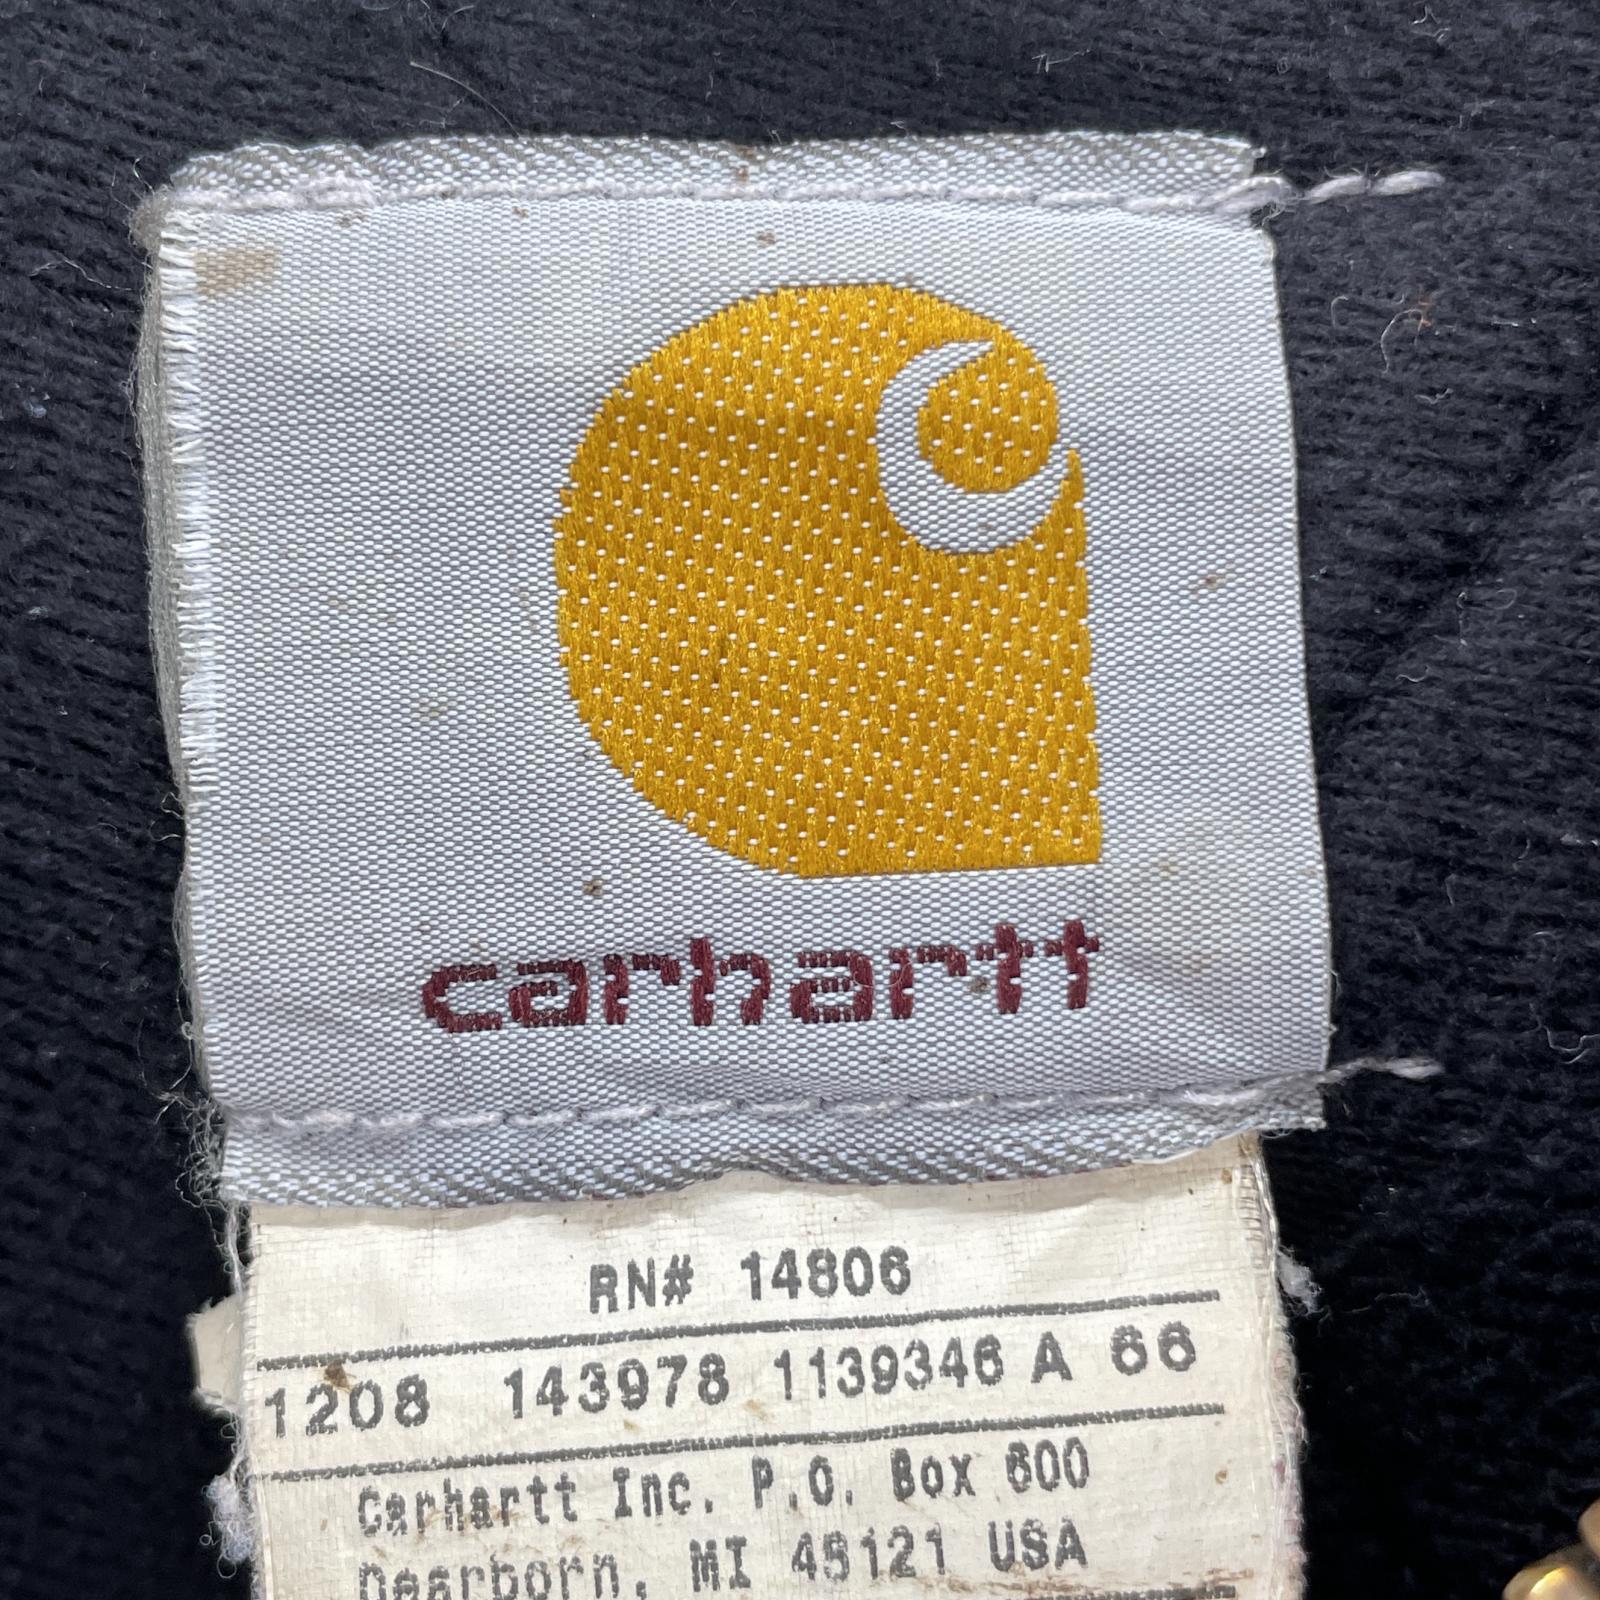 carhartt
RN# 14806
1208 143978 1139346 A 66
Carhartt Inc. P.O. Box 600
Dearborn, MI 48121 USA